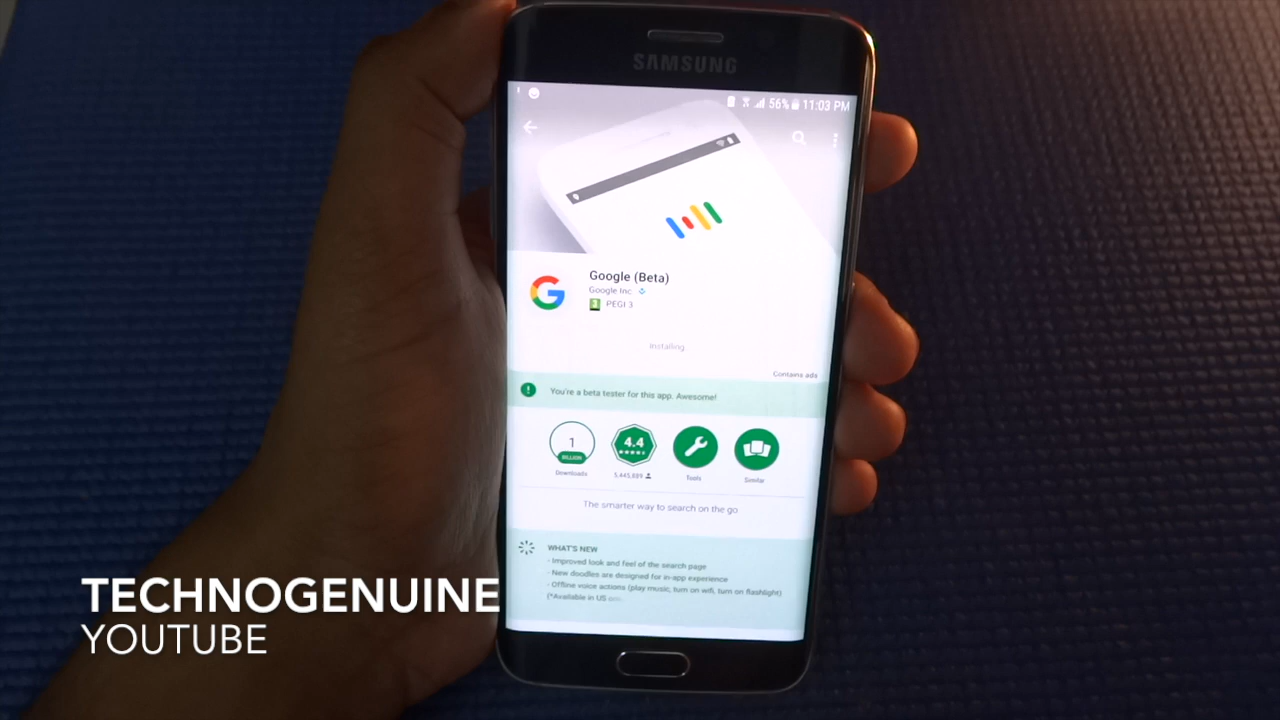 SAMSUNG
56% 11:03 PM
Google (Beta)
Google Inc.
3 PEGI 3
Installing
Contains ads
You're a beta tester for this app. Awesome!
1
BILLION
Downloads
4.4
5,445,889
Tools
Similar
The smarter way to search on the go
WHAT'S NEW
- Improved look and feel of the search page
- New doodles are designed for in-app experience
- Offline voice actions (play music, turn on wifi, turn on flashlight)
(*Available in US
TECHNOGENUINE
YOUTUBE